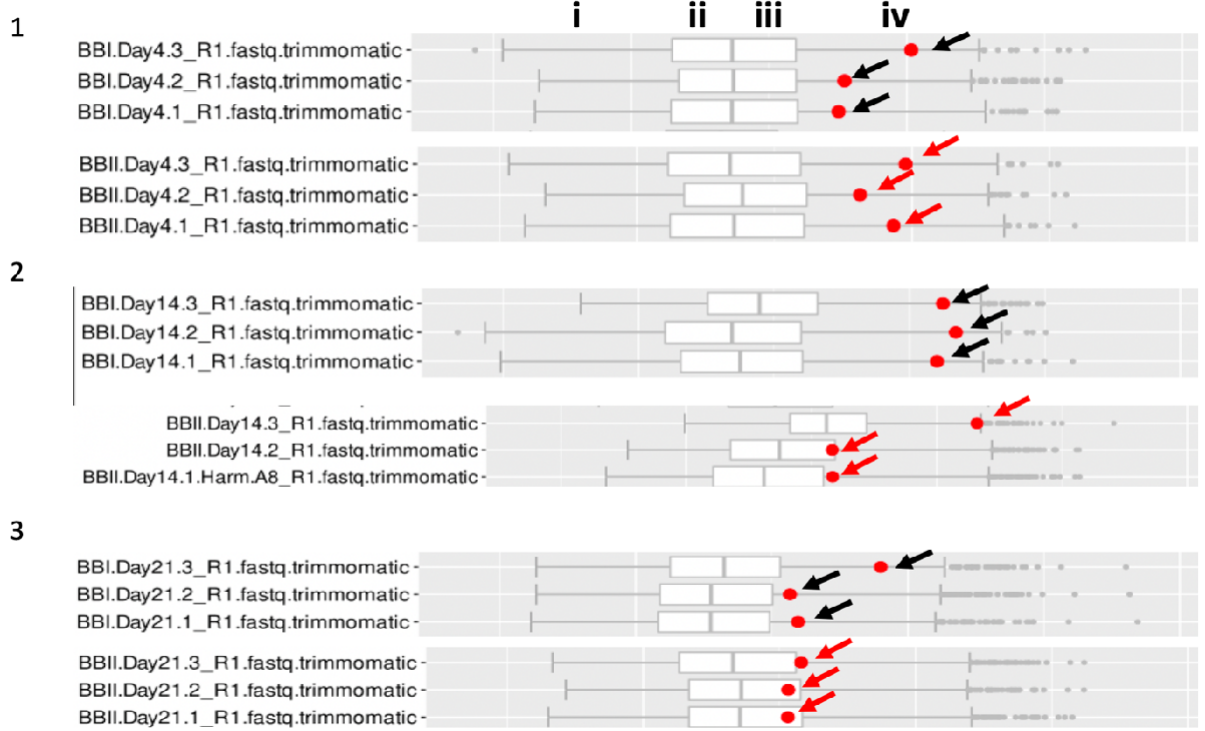 i ii iii iv
1
BBI.Day4.3_R1.fastq.trimmomatic
BBI.Day4.2_R1.fastq.trimmomatic
BBI.Day4.1_R1.fastq.trimmomatic
BBII.Day4.3_R1.fastq.trimmomatic
BBII.Day4.2_R1.fastq.trimmomatic
BBII.Day4.1_R1.fastq.trimmomatic
2
BBI.Day14.3_R1.fastq.trimmomatic
BBI.Day14.2_R1.fastq.trimmomatic
BBI.Day14.1_R1.fastq.trimmomatic
BBII.Day14.3_R1.fastq.trimmomatic
BBII.Day14.2_R1.fastq.trimmomatic
BBII.Day14.1.Harm.A8_R1.fastq.trimmomatic
3
BBI.Day21.3_R1.fastq.trimmomatic
BBI.Day21.2_R1.fastq.trimmomatic
BBI.Day21.1_R1.fastq.trimmomatic
BBII.Day21.3_R1.fastq.trimmomatic
BBII.Day21.2_R1.fastq.trimmomatic
BBII.Day21.1_R1.fastq.trimmomatic